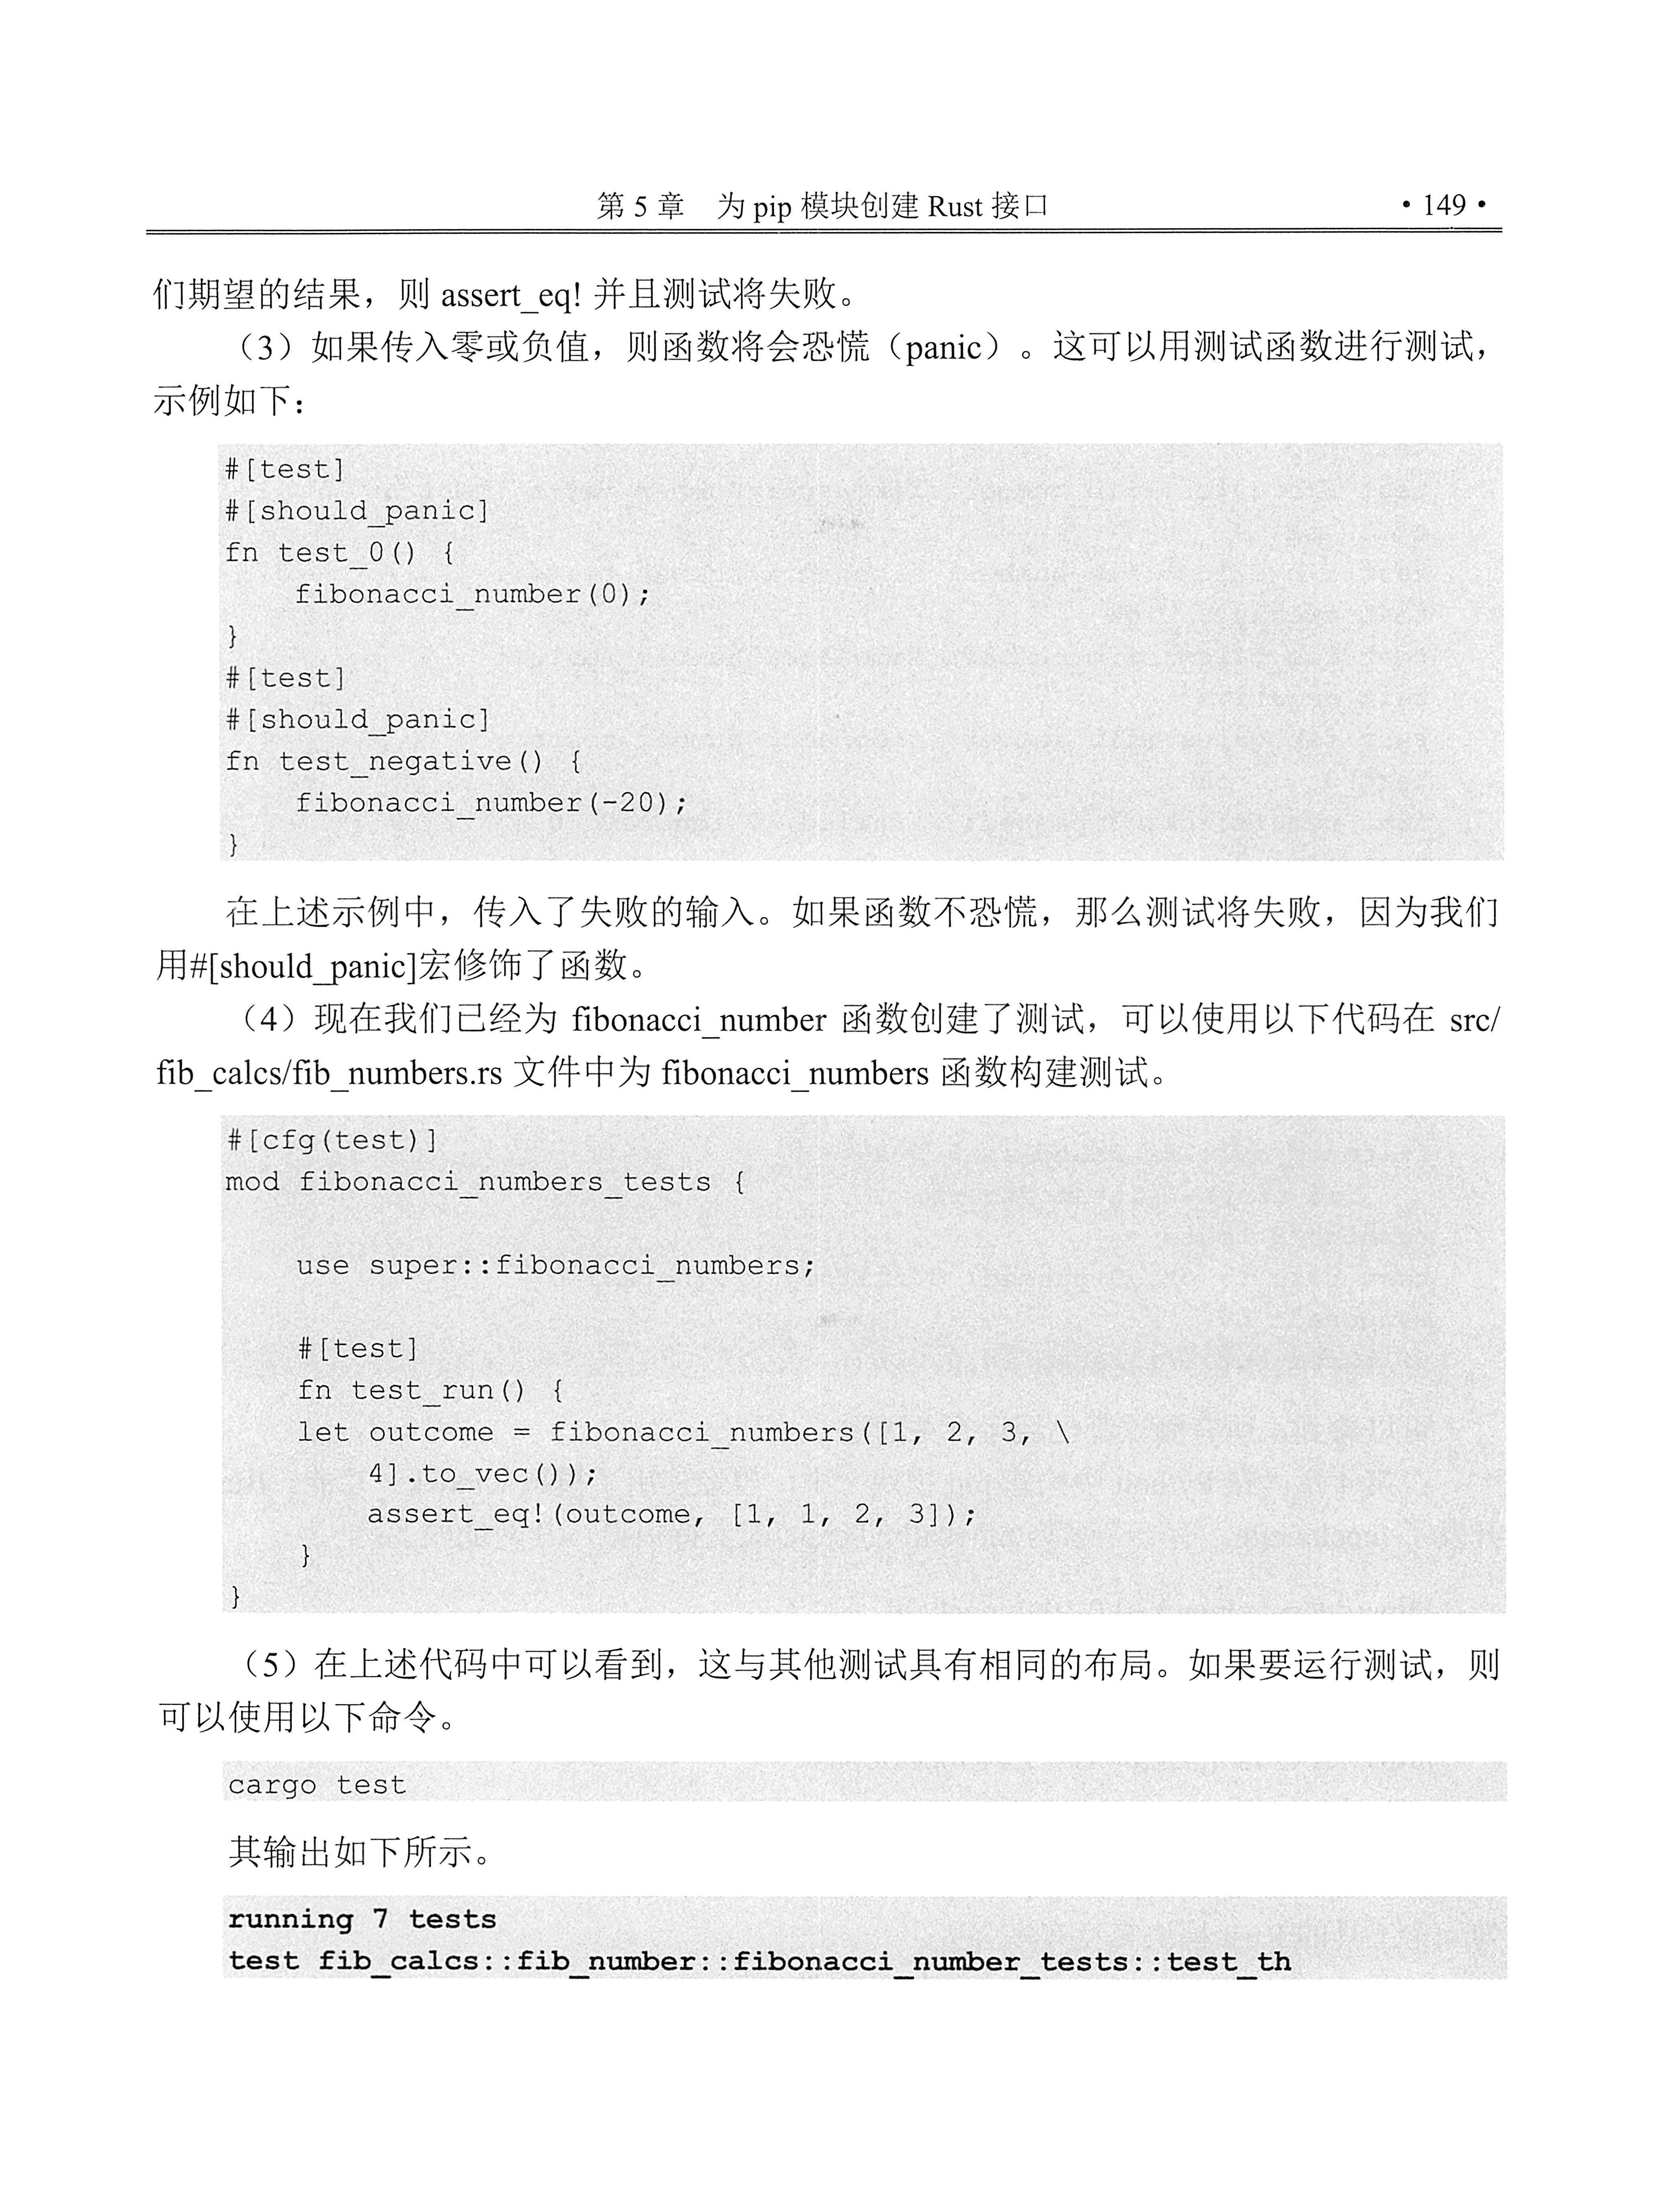 第 5 章　为 pip 模块创建 Rust 接口　• 149 •
们期望的结果，则 assert_eq! 并且测试将失败。
（3）如果传入零或负值，则函数将会恐慌（panic）。这可以用测试函数进行测试，
示例如下：
#[test]
#[should_panic]
fn test_0() {
    fibonacci_number(0);
}
#[test]
#[should_panic]
fn test_negative() {
    fibonacci_number(-20);
}
在上述示例中，传入了失败的输入。如果函数不恐慌，那么测试将失败，因为我们
用#[should_panic]宏修饰了函数。
（4）现在我们已经为 fibonacci_number 函数创建了测试，可以使用以下代码在 src/
fib_calcs/fib_numbers.rs 文件中为 fibonacci_numbers 函数构建测试。
#[cfg(test)]
mod fibonacci_numbers_tests {
    use super::fibonacci_numbers;
    #[test]
    fn test_run() {
    let outcome = fibonacci_numbers([1, 2, 3, \
        4].to_vec());
        assert_eq!(outcome, [1, 1, 2, 3]);
    }
}
（5）在上述代码中可以看到，这与其他测试具有相同的布局。如果要运行测试，则
可以使用以下命令。
cargo test
其输出如下所示。
running 7 tests
test fib_calcs::fib_number::fibonacci_number_tests::test_th